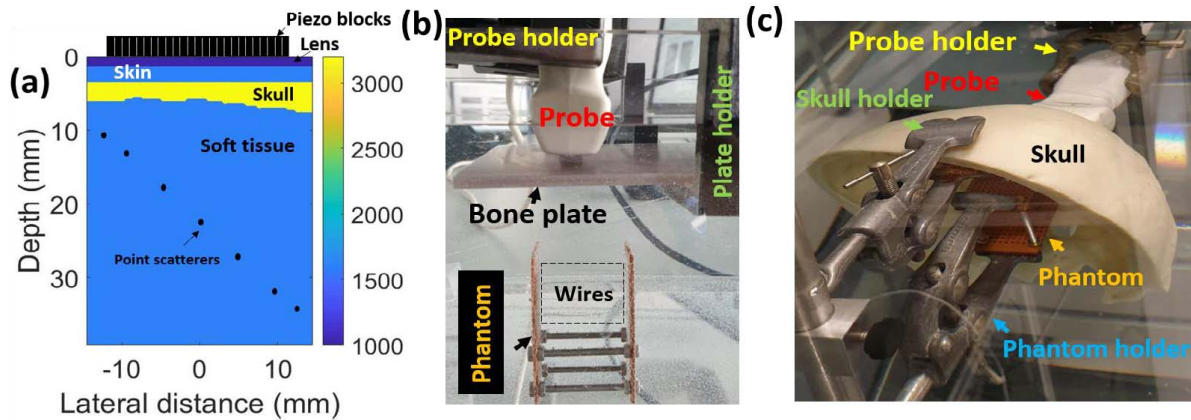 (a)
Piezo blocks
Lens
Skin
Skull
Soft tissue
Point scatterers
0
10
20
30
Depth (mm)
-10 0 10
Lateral distance (mm)
3000
2500
2000
1500
1000
(b)
Probe holder
Probe
Plate holder
Bone plate
Wires
Phantom
(c)
Probe holder
Probe
Skull holder
Skull
Phantom
Phantom holder